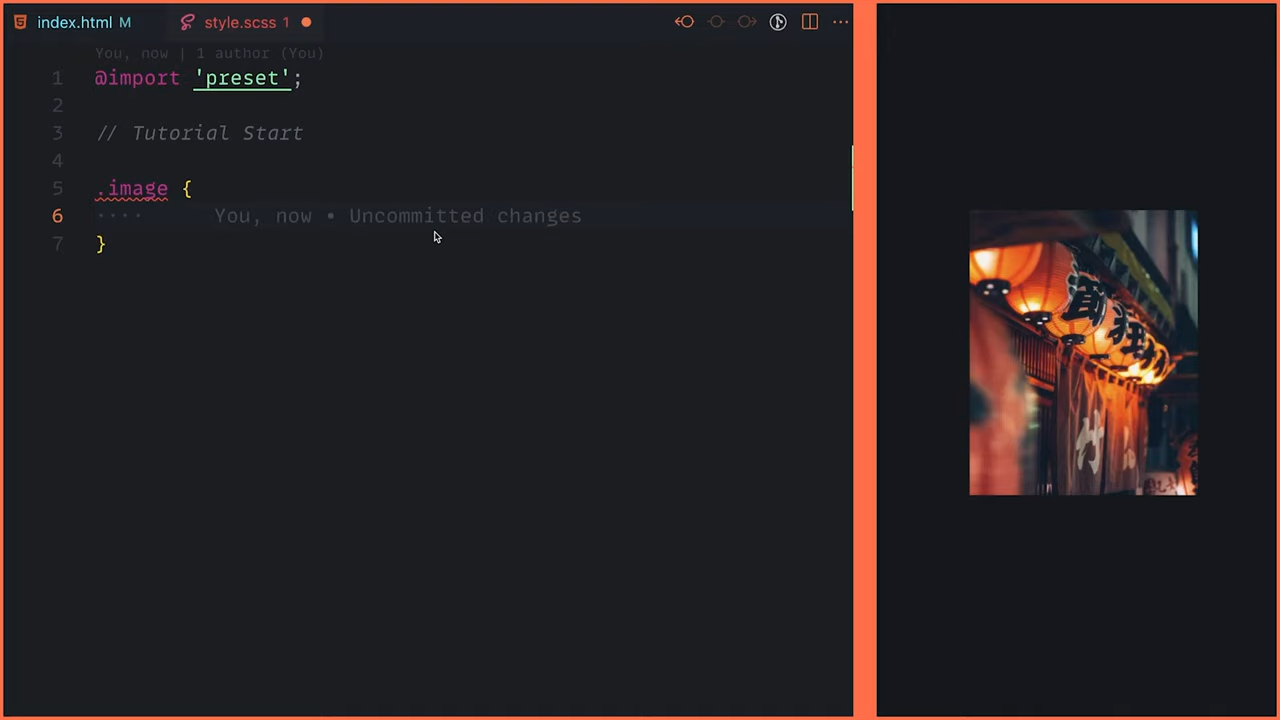 index.html M
style.scss 1
You, now | 1 author (You)
1 @import 'preset';
2
3 // Tutorial Start
4
5 .image {
6 You, now • Uncommitted changes
7 }
竹